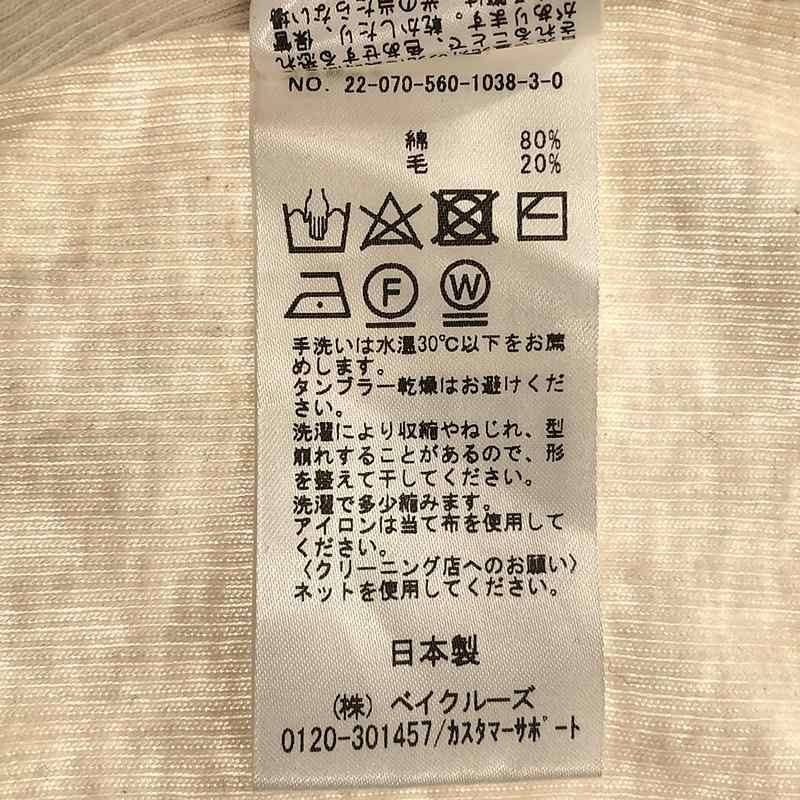 NO. 22-070-560-1038-3-0
綿 80%
毛 20%
F W
手洗いは水温30℃以下をお薦
めします。
タンブラー乾燥はお避けくだ
さい。
洗濯により収縮やねじれ、型
崩れすることがあるので、形
を整えて干してください。
洗濯で多少縮みます。
アイロンは当て布を使用して
ください。
〈クリーニング店へのお願い〉
ネットを使用してください。
日本製
(株) ベイクルーズ
0120-301457/ｶｽﾀﾏｰｻﾎﾟｰﾄ